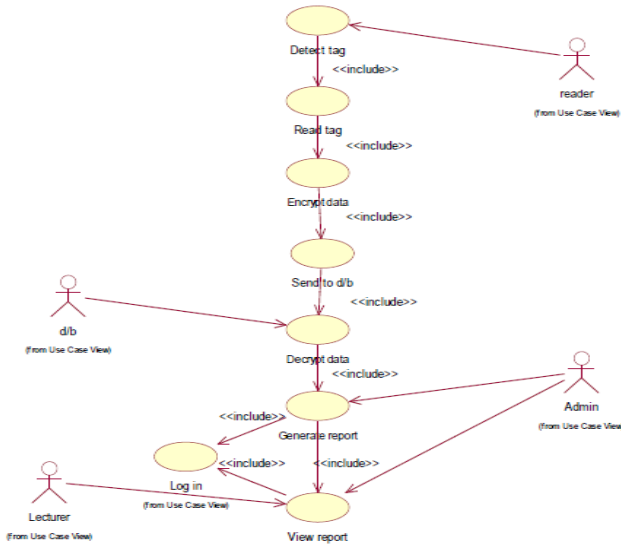 Detect tag
<<include>>
reader
(from Use Case View)
Read tag
<<include>>
Encrypt data
<<include>>
Send to d/b
<<include>>
d/b
(from Use Case View)
Decrypt data
<<include>>
Admin
(from Use Case View)
<<include>>
Generate report
<<include>>
<<include>>
Log in
(from Use Case View)
Lecturer
(from Use Case View)
View report